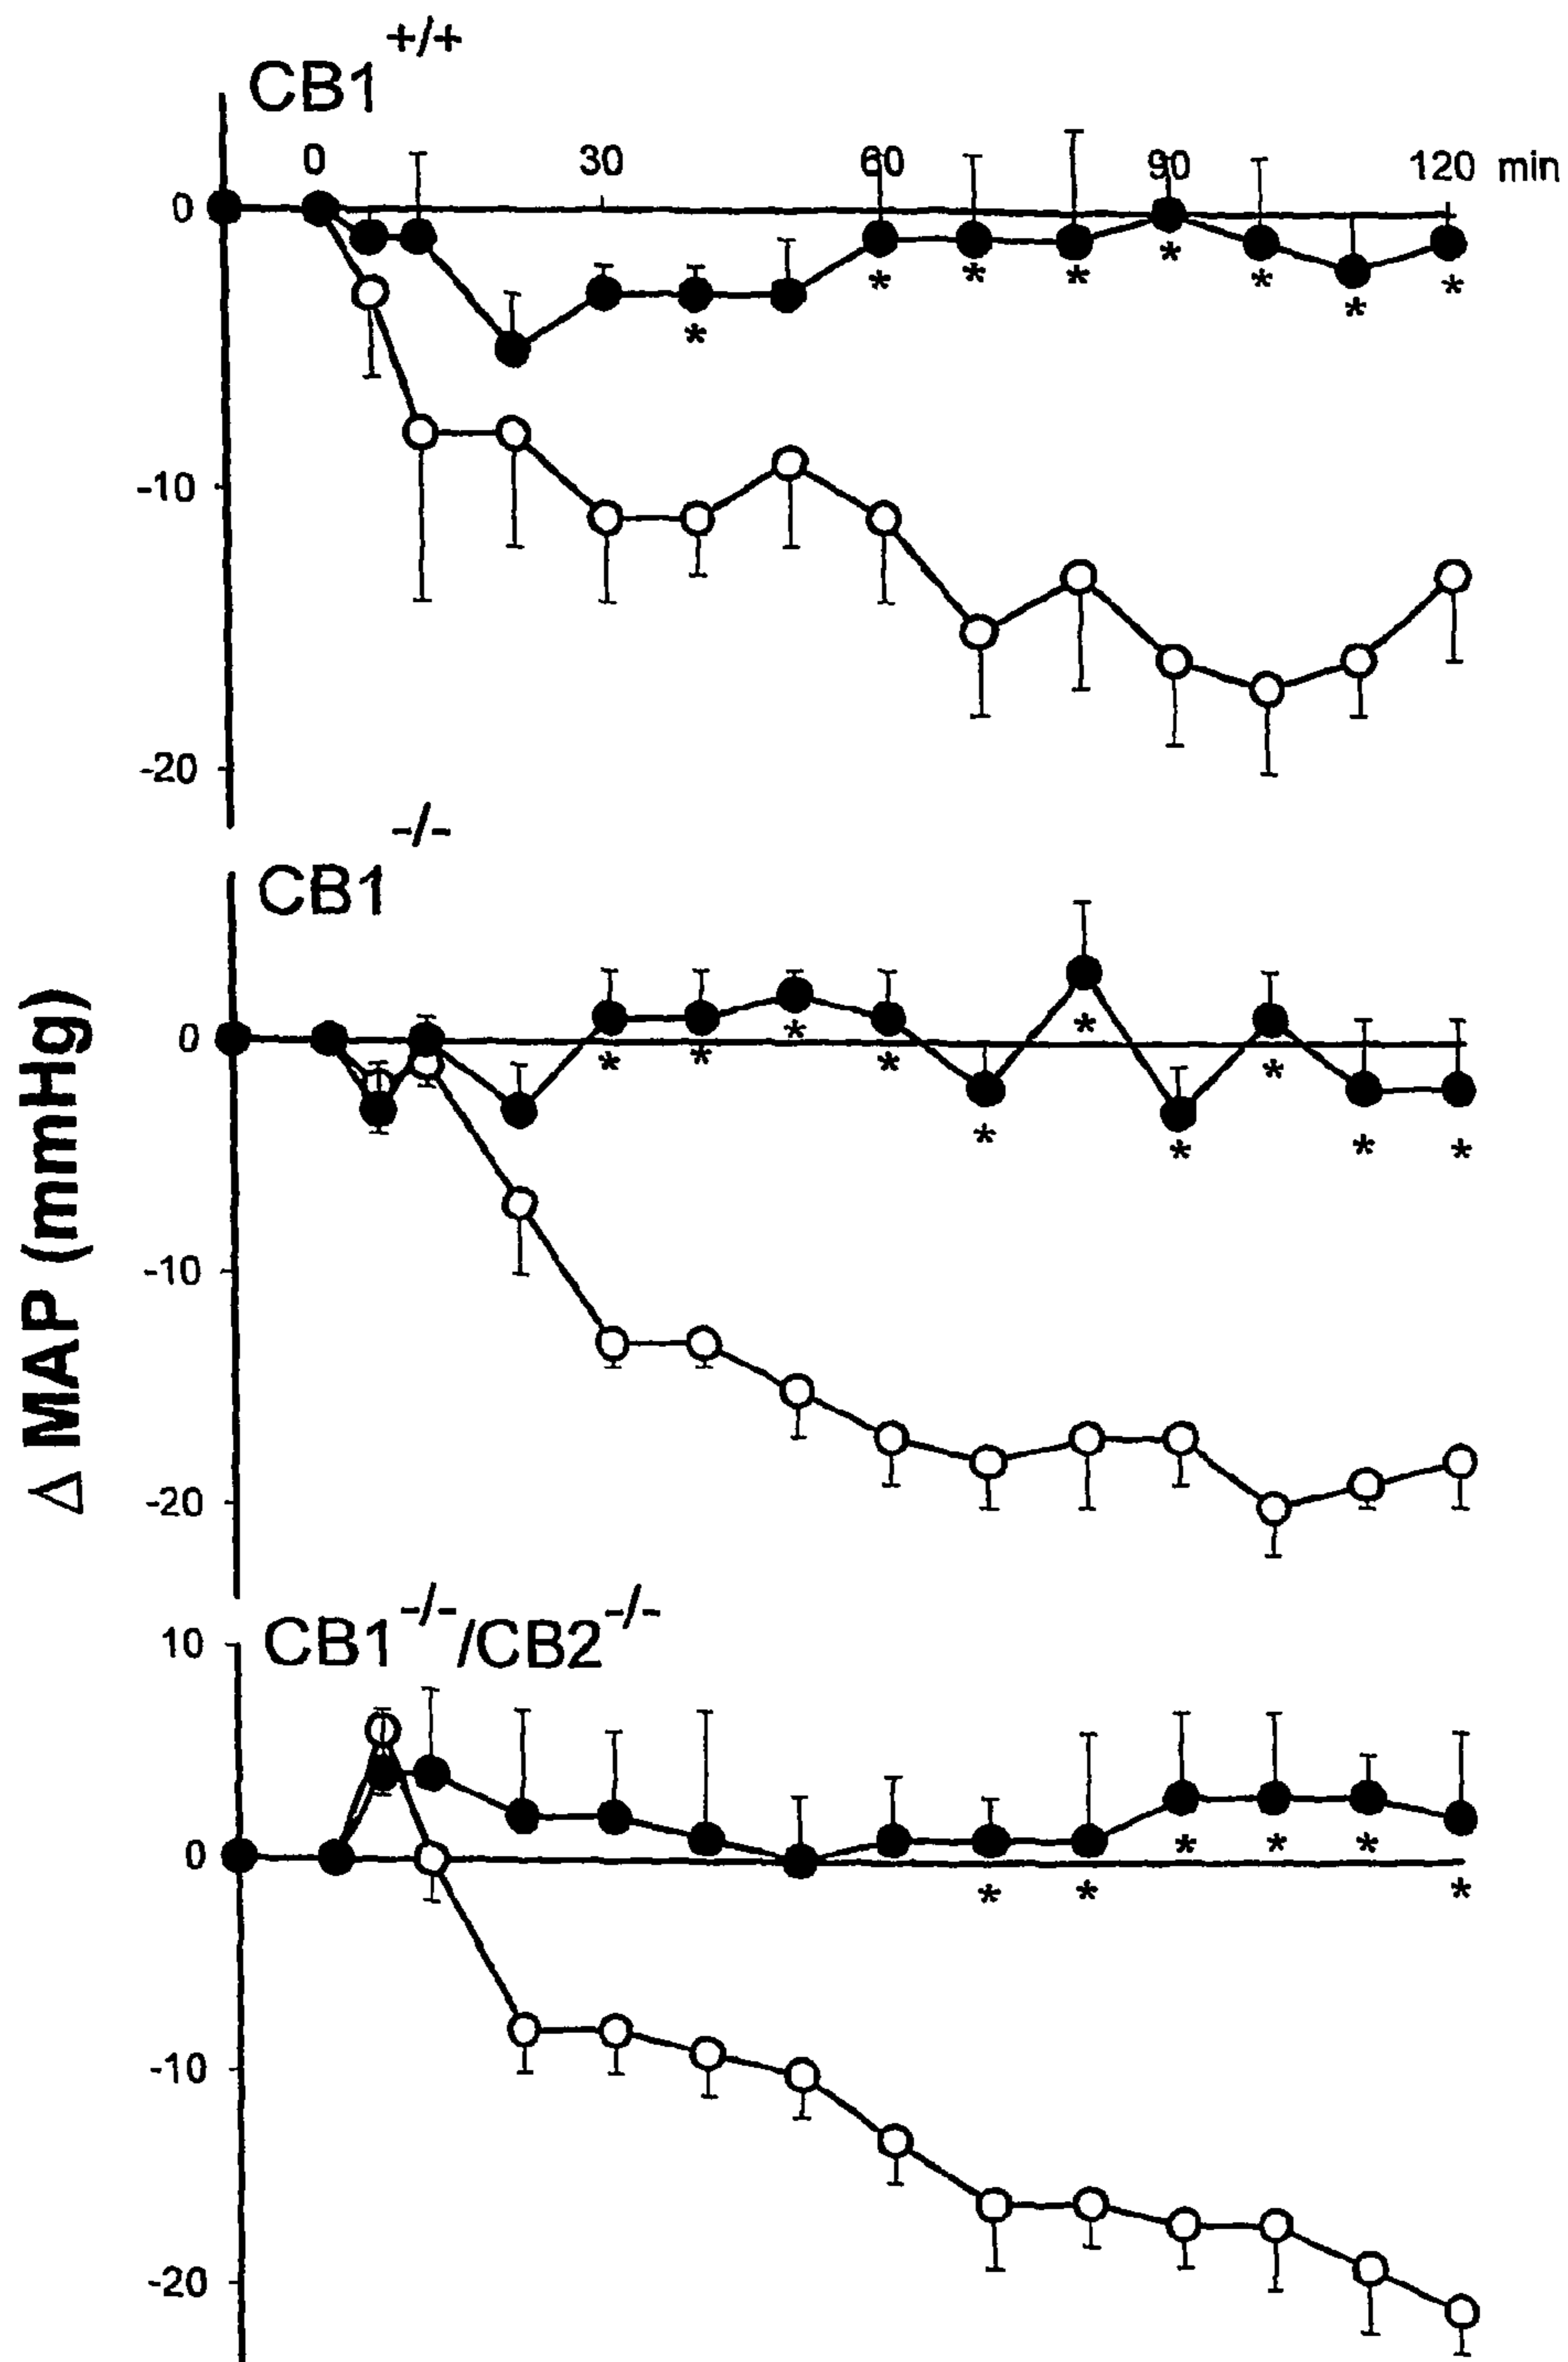 CB1 +/+
0 30 60 90 120 min
0
*
* * * * * * *
-10
-20
CB1 -/-
Δ MAP (mmHg)
0
* * * * * * * * * *
-10
-20
CB1 -/- /CB2 -/-
10
0
* * * * * *
-10
-20